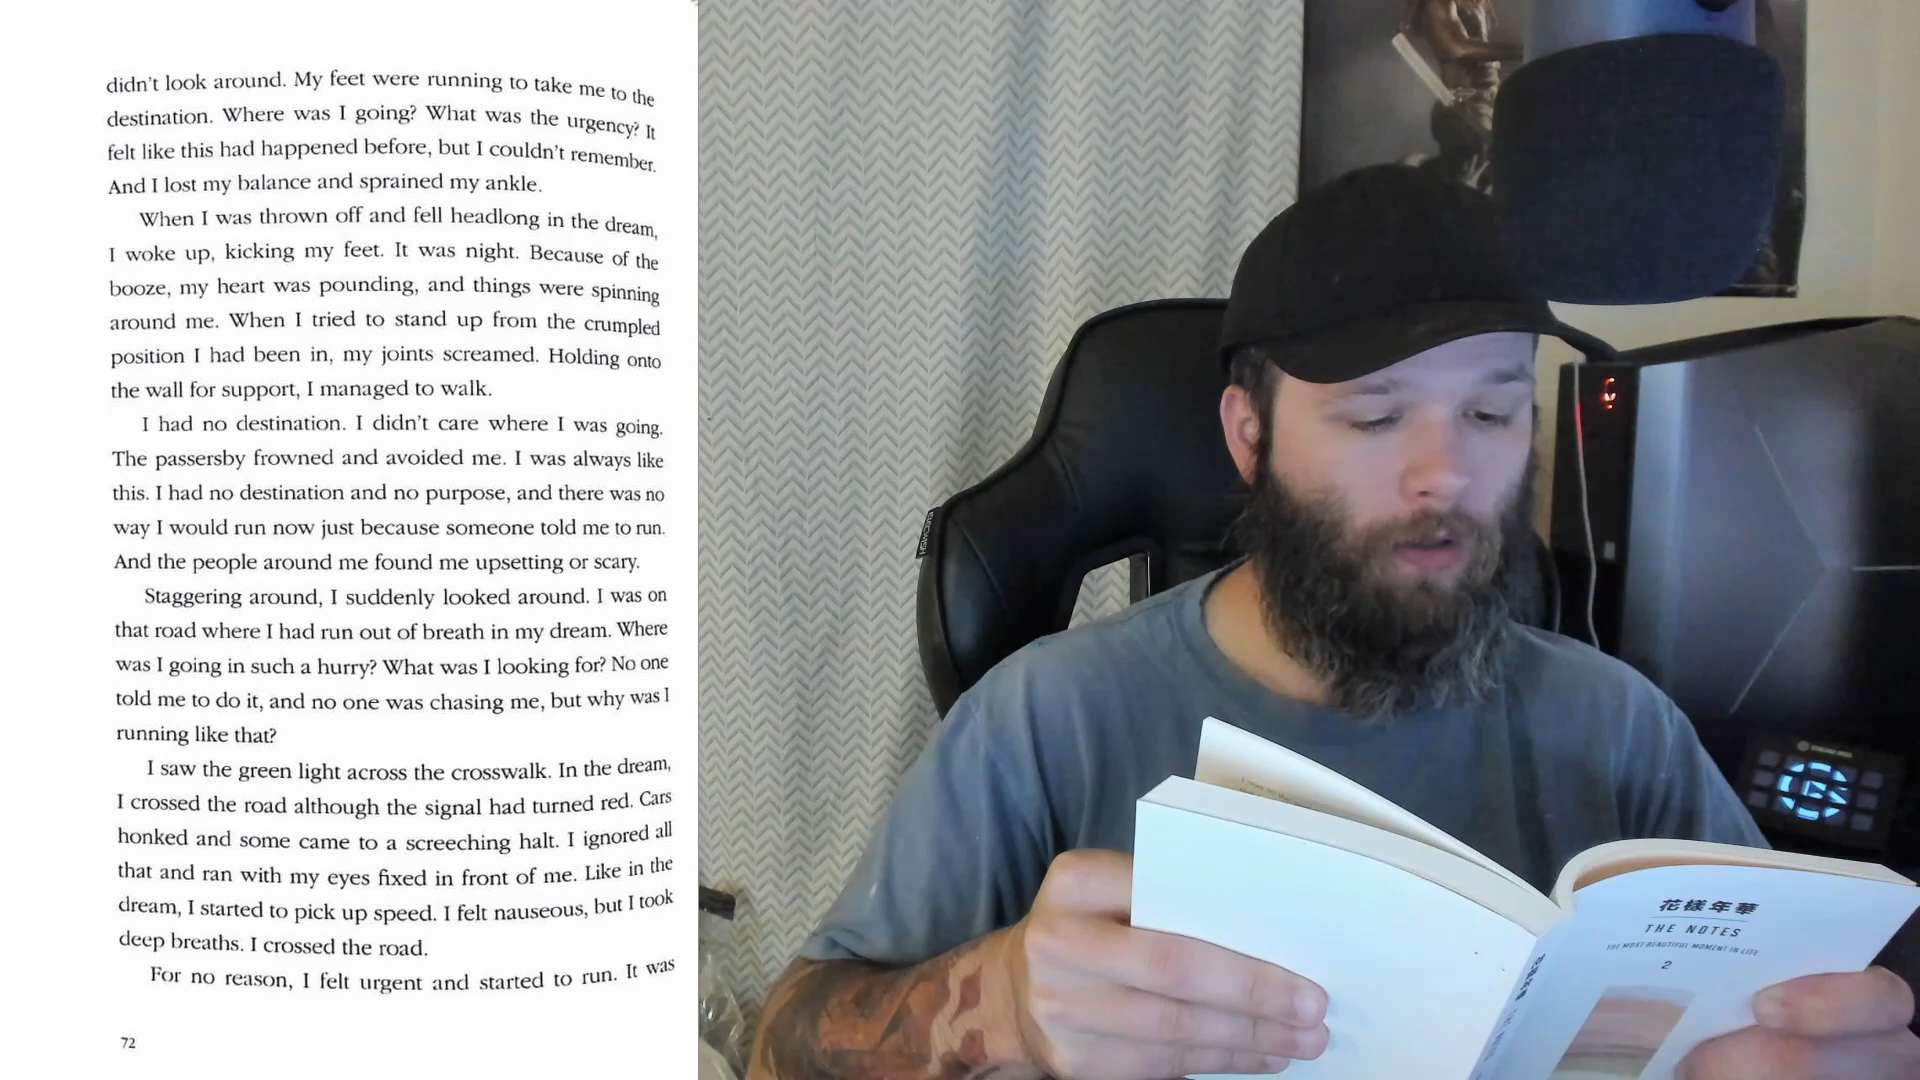 didn't look around. My feet were running to take me to the
destination. Where was I going? What was the urgency? It
felt like this had happened before, but I couldn't remember.
And I lost my balance and sprained my ankle.
When I was thrown off and fell headlong in the dream,
I woke up, kicking my feet. It was night. Because of the
booze, my heart was pounding, and things were spinning
around me. When I tried to stand up from the crumpled
position I had been in, my joints screamed. Holding onto
the wall for support, I managed to walk.
I had no destination. I didn't care where I was going.
The passersby frowned and avoided me. I was always like
this. I had no destination and no purpose, and there was no
way I would run now just because someone told me to run.
And the people around me found me upsetting or scary.
Staggering around, I suddenly looked around. I was on
that road where I had run out of breath in my dream. Where
was I going in such a hurry? What was I looking for? No one
told me to do it, and no one was chasing me, but why was I
running like that?
I saw the green light across the crosswalk. In the dream,
I crossed the road although the signal had turned red. Cars
honked and some came to a screeching halt. I ignored all
that and ran with my eyes fixed in front of me. Like in the
dream, I started to pick up speed. I felt nauseous, but I took
deep breaths. I crossed the road.
For no reason, I felt urgent and started to run. It was
72
花樣年華
THE NOTES
THE MOST BEAUTIFUL MOMENT IN LIFE
2